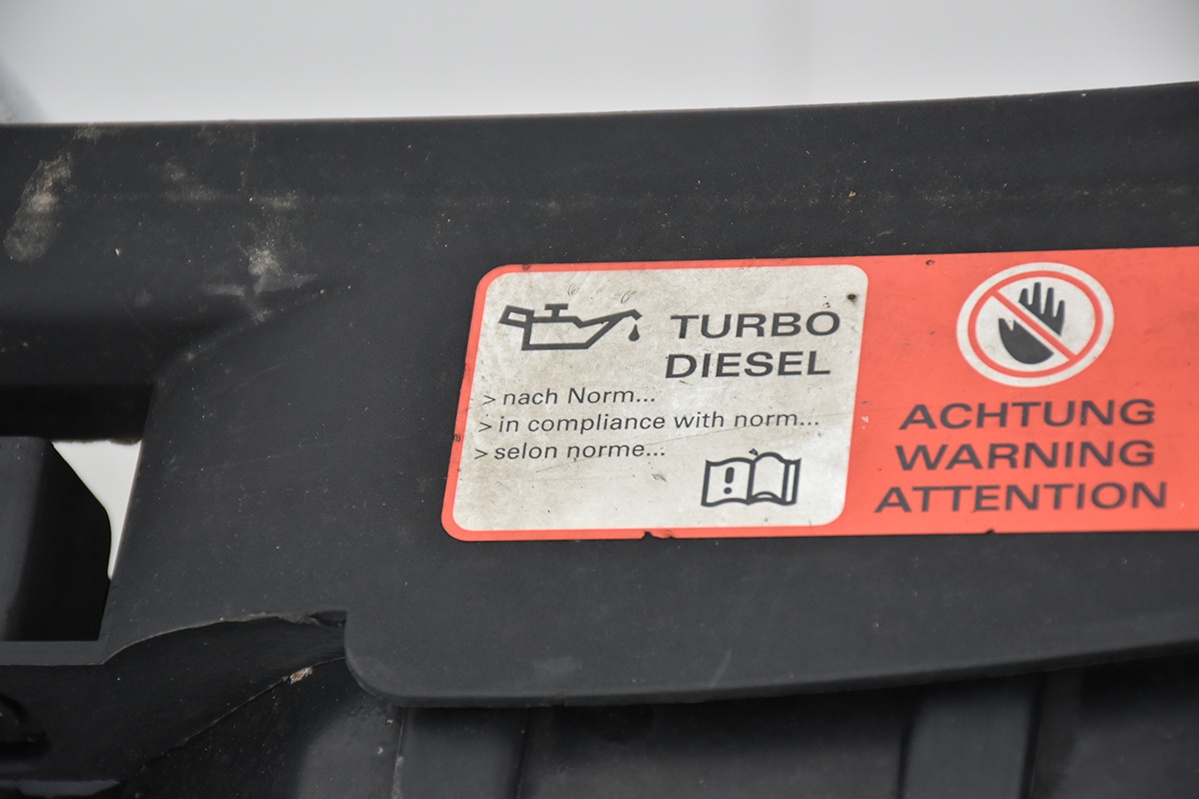 TURBO
DIESEL
> nach Norm...
> in compliance with norm...
> selon norme...
!
ACHTUNG
WARNING
ATTENTION